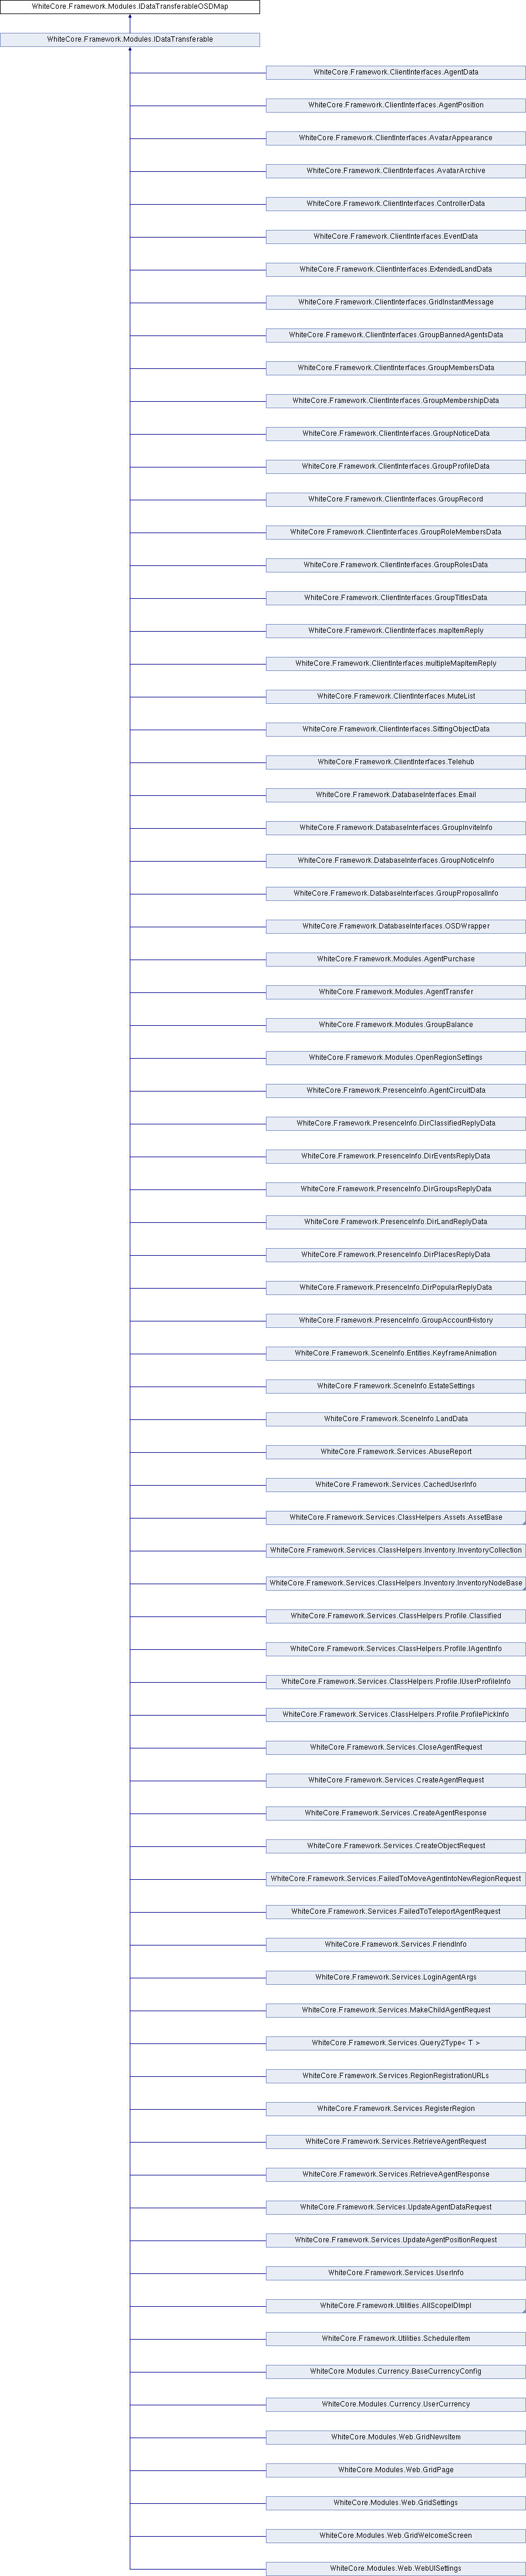 WhiteCore.Framework.Modules.IDataTransferableOSDMap
WhiteCore.Framework.Modules.IDataTransferable
WhiteCore.Framework.ClientInterfaces.AgentData
WhiteCore.Framework.ClientInterfaces.AgentPosition
WhiteCore.Framework.ClientInterfaces.AvatarAppearance
WhiteCore.Framework.ClientInterfaces.AvatarArchive
WhiteCore.Framework.ClientInterfaces.ControllerData
WhiteCore.Framework.ClientInterfaces.EventData
WhiteCore.Framework.ClientInterfaces.ExtendedLandData
WhiteCore.Framework.ClientInterfaces.GridInstantMessage
WhiteCore.Framework.ClientInterfaces.GroupBannedAgentsData
WhiteCore.Framework.ClientInterfaces.GroupMembersData
WhiteCore.Framework.ClientInterfaces.GroupMembershipData
WhiteCore.Framework.ClientInterfaces.GroupNoticeData
WhiteCore.Framework.ClientInterfaces.GroupProfileData
WhiteCore.Framework.ClientInterfaces.GroupRecord
WhiteCore.Framework.ClientInterfaces.GroupRoleMembersData
WhiteCore.Framework.ClientInterfaces.GroupRolesData
WhiteCore.Framework.ClientInterfaces.GroupTitlesData
WhiteCore.Framework.ClientInterfaces.mapItemReply
WhiteCore.Framework.ClientInterfaces.multipleMapItemReply
WhiteCore.Framework.ClientInterfaces.MuteList
WhiteCore.Framework.ClientInterfaces.SittingObjectData
WhiteCore.Framework.ClientInterfaces.Telehub
WhiteCore.Framework.DatabaseInterfaces.Email
WhiteCore.Framework.DatabaseInterfaces.GroupInviteInfo
WhiteCore.Framework.DatabaseInterfaces.GroupNoticeInfo
WhiteCore.Framework.DatabaseInterfaces.GroupProposalInfo
WhiteCore.Framework.DatabaseInterfaces.OSDWrapper
WhiteCore.Framework.Modules.AgentPurchase
WhiteCore.Framework.Modules.AgentTransfer
WhiteCore.Framework.Modules.GroupBalance
WhiteCore.Framework.Modules.OpenRegionSettings
WhiteCore.Framework.PresenceInfo.AgentCircuitData
WhiteCore.Framework.PresenceInfo.DirClassifiedReplyData
WhiteCore.Framework.PresenceInfo.DirEventsReplyData
WhiteCore.Framework.PresenceInfo.DirGroupsReplyData
WhiteCore.Framework.PresenceInfo.DirLandReplyData
WhiteCore.Framework.PresenceInfo.DirPlacesReplyData
WhiteCore.Framework.PresenceInfo.DirPopularReplyData
WhiteCore.Framework.PresenceInfo.GroupAccountHistory
WhiteCore.Framework.SceneInfo.Entities.KeyframeAnimation
WhiteCore.Framework.SceneInfo.EstateSettings
WhiteCore.Framework.SceneInfo.LandData
WhiteCore.Framework.Services.AbuseReport
WhiteCore.Framework.Services.CachedUserInfo
WhiteCore.Framework.Services.ClassHelpers.Assets.AssetBase
WhiteCore.Framework.Services.ClassHelpers.Inventory.InventoryCollection
WhiteCore.Framework.Services.ClassHelpers.Inventory.InventoryNodeBase
WhiteCore.Framework.Services.ClassHelpers.Profile.Classified
WhiteCore.Framework.Services.ClassHelpers.Profile.IAgentInfo
WhiteCore.Framework.Services.ClassHelpers.Profile.IUserProfileInfo
WhiteCore.Framework.Services.ClassHelpers.Profile.ProfilePickInfo
WhiteCore.Framework.Services.CloseAgentRequest
WhiteCore.Framework.Services.CreateAgentRequest
WhiteCore.Framework.Services.CreateAgentResponse
WhiteCore.Framework.Services.CreateObjectRequest
WhiteCore.Framework.Services.FailedToMoveAgentIntoNewRegionRequest
WhiteCore.Framework.Services.FailedToTeleportAgentRequest
WhiteCore.Framework.Services.FriendInfo
WhiteCore.Framework.Services.LoginAgentArgs
WhiteCore.Framework.Services.MakeChildAgentRequest
WhiteCore.Framework.Services.Query2Type< T >
WhiteCore.Framework.Services.RegionRegistrationURLs
WhiteCore.Framework.Services.RegisterRegion
WhiteCore.Framework.Services.RetrieveAgentRequest
WhiteCore.Framework.Services.RetrieveAgentResponse
WhiteCore.Framework.Services.UpdateAgentDataRequest
WhiteCore.Framework.Services.UpdateAgentPositionRequest
WhiteCore.Framework.Services.UserInfo
WhiteCore.Framework.Utilities.AllScopeIDImpl
WhiteCore.Framework.Utilities.SchedulerItem
WhiteCore.Modules.Currency.BaseCurrencyConfig
WhiteCore.Modules.Currency.UserCurrency
WhiteCore.Modules.Web.GridNewsItem
WhiteCore.Modules.Web.GridPage
WhiteCore.Modules.Web.GridSettings
WhiteCore.Modules.Web.GridWelcomeScreen
WhiteCore.Modules.Web.WebUISettings